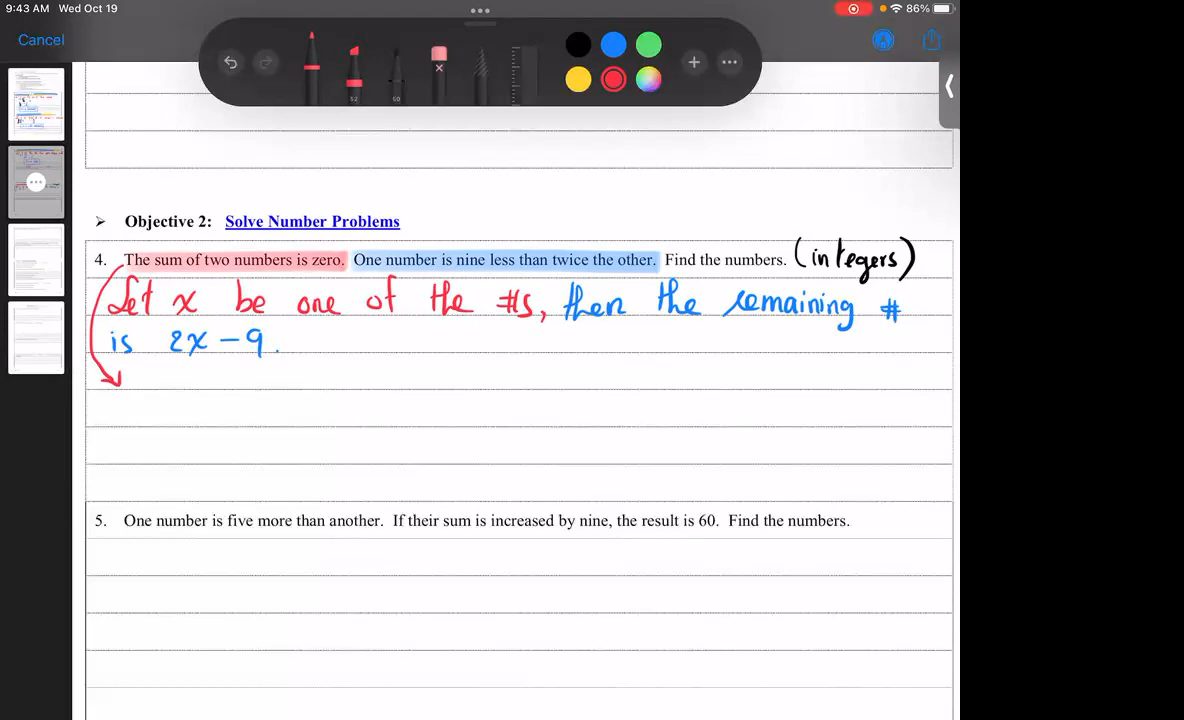 9:43 AM Wed Oct 19
86%
Cancel
Objective 2: Solve Number Problems
4. The sum of two numbers is zero. One number is nine less than twice the other. Find the numbers. (integers)
Let x be one of the #s, then the remaining #
is 2x - 9.
5. One number is five more than another. If their sum is increased by nine, the result is 60. Find the numbers.